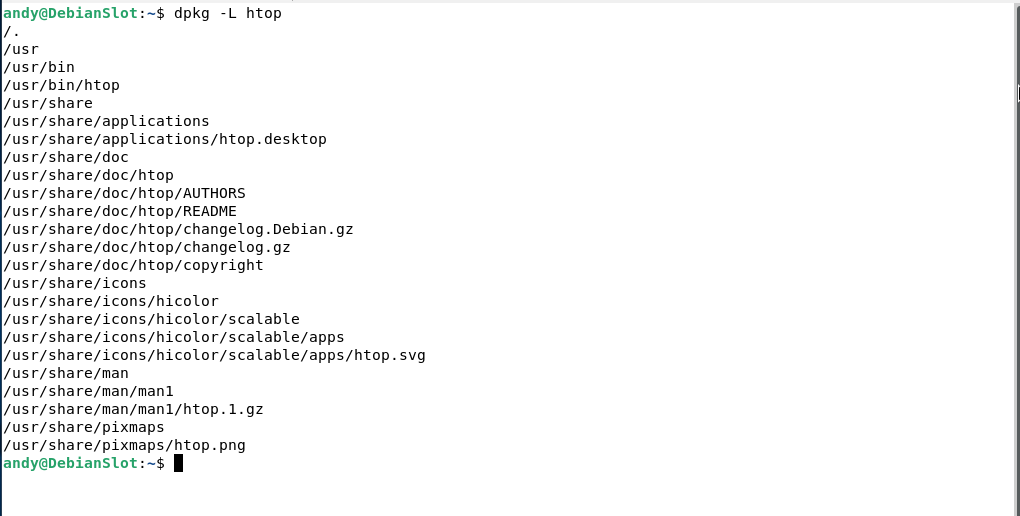 andy@DebianSlot:~$ dpkg -L htop
/.
/usr
/usr/bin
/usr/bin/htop
/usr/share
/usr/share/applications
/usr/share/applications/htop.desktop
/usr/share/doc
/usr/share/doc/htop
/usr/share/doc/htop/AUTHORS
/usr/share/doc/htop/README
/usr/share/doc/htop/changelog.Debian.gz
/usr/share/doc/htop/changelog.gz
/usr/share/doc/htop/copyright
/usr/share/icons
/usr/share/icons/hicolor
/usr/share/icons/hicolor/scalable
/usr/share/icons/hicolor/scalable/apps
/usr/share/icons/hicolor/scalable/apps/htop.svg
/usr/share/man
/usr/share/man/man1
/usr/share/man/man1/htop.1.gz
/usr/share/pixmaps
/usr/share/pixmaps/htop.png
andy@DebianSlot:~$